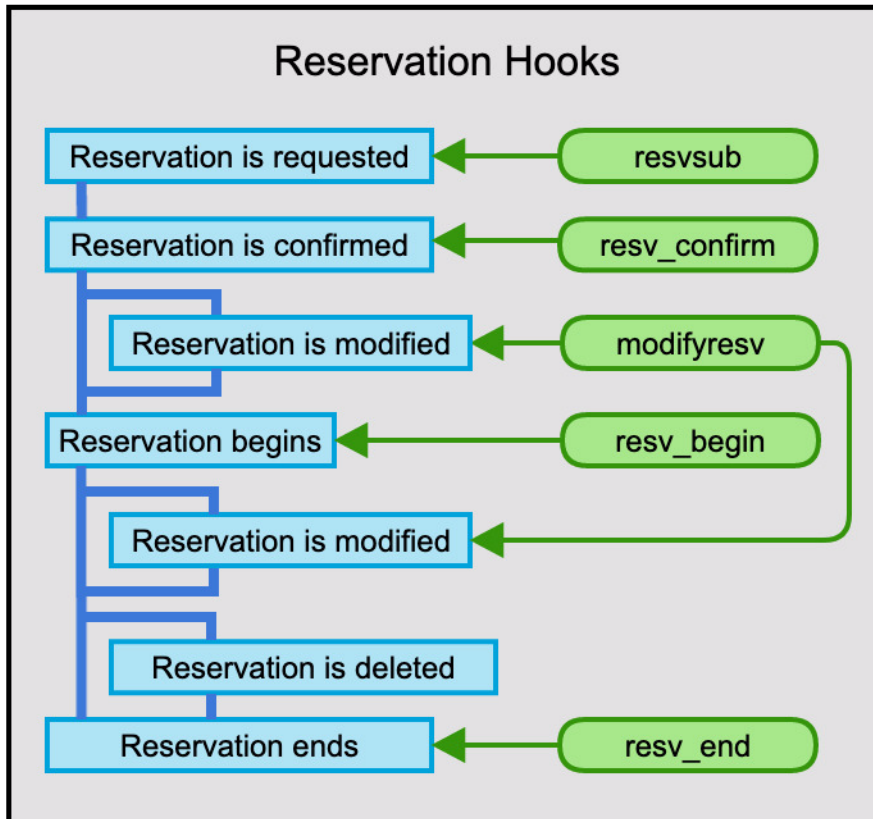 Reservation Hooks
Reservation is requested
resvsub
Reservation is confirmed
resv_confirm
Reservation is modified
modifyresv
Reservation begins
resv_begin
Reservation is modified
Reservation is deleted
Reservation ends
resv_end